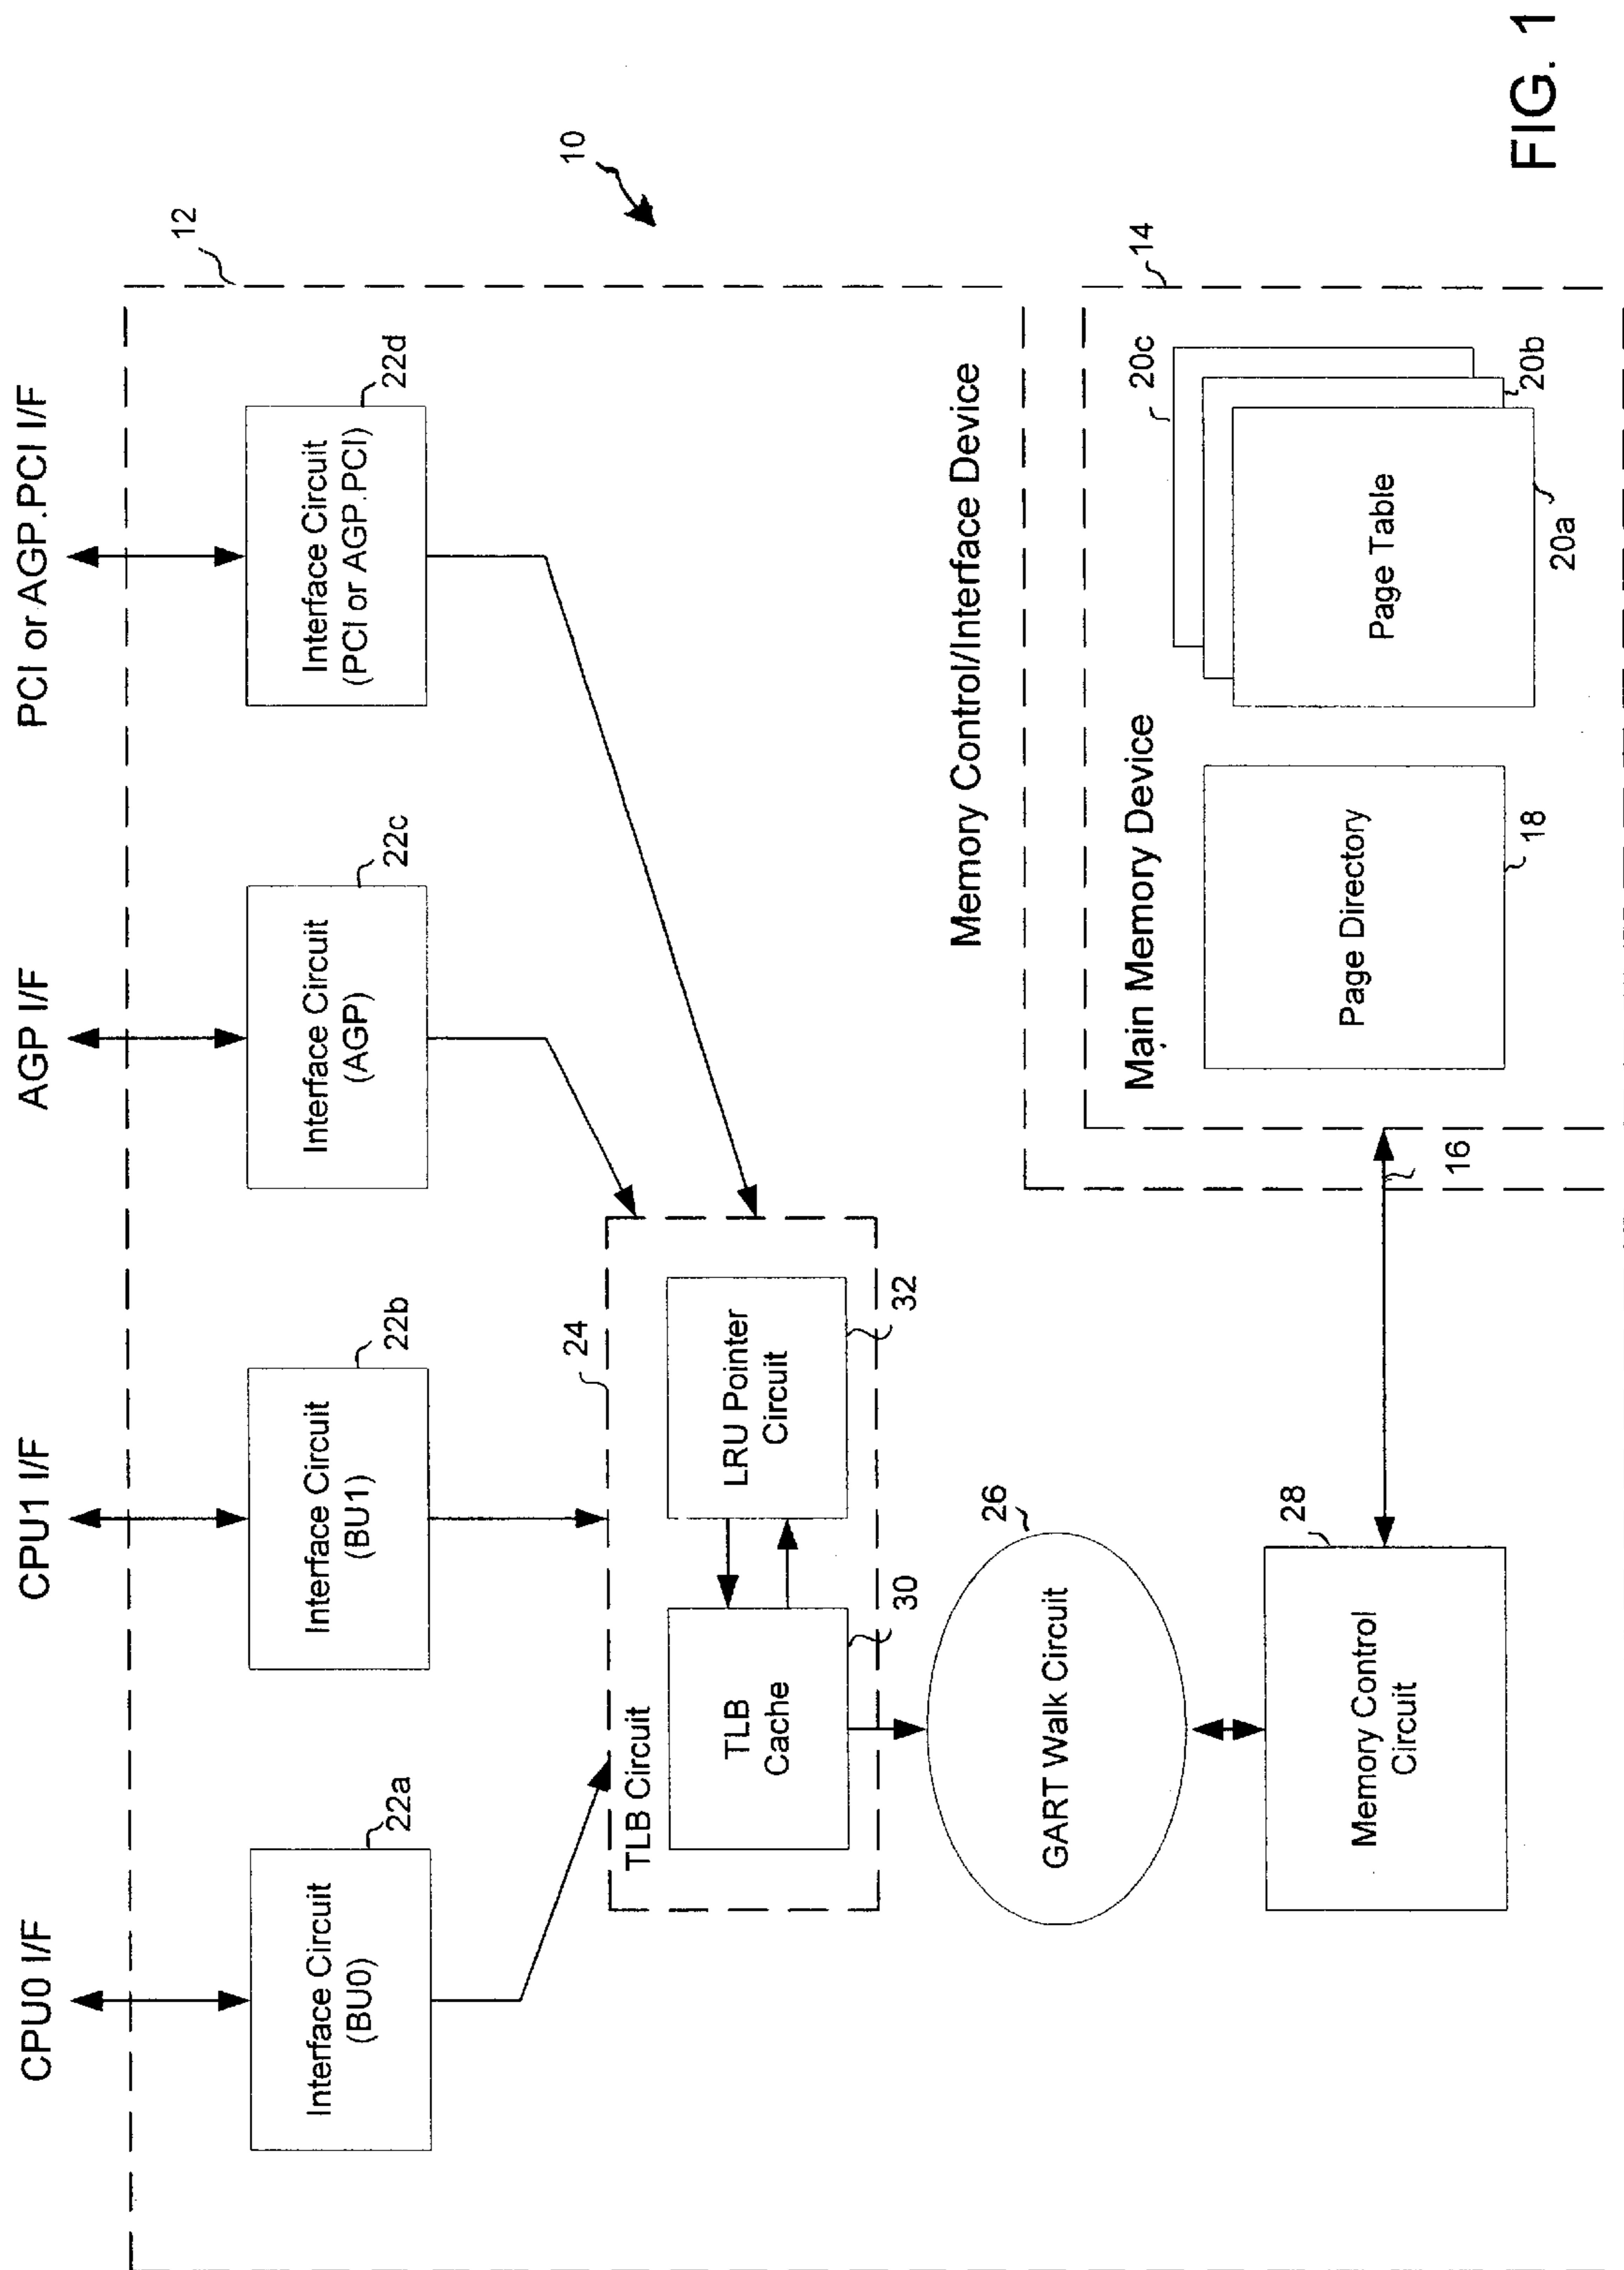 CPU0 I/F
CPU1 I/F
AGP I/F
PCI or AGP.PCI I/F
12
Interface Circuit
(BU0)
22a
Interface Circuit
(BU1)
22b
Interface Circuit
(AGP)
22c
Interface Circuit
(PCI or AGP.PCI)
22d
10
24
TLB Circuit
TLB
Cache
30
LRU Pointer
Circuit
32
Memory Control/Interface Device
GART Walk Circuit
26
Memory Control
Circuit
28
16
14
Main Memory Device
Page Directory
18
Page Table
20a
20b
20c
FIG. 1